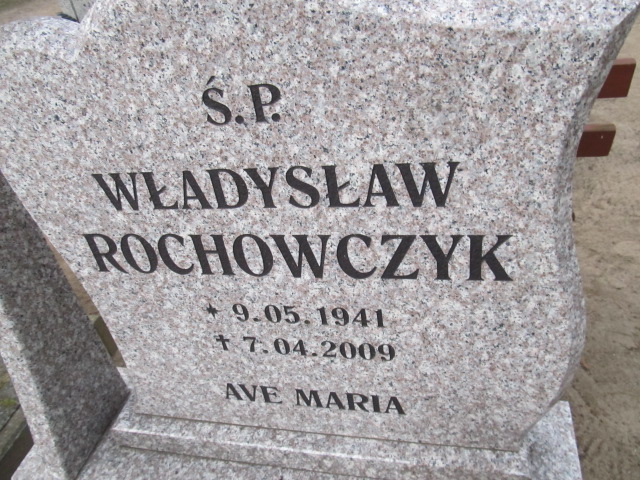 Ś.P.
WŁADYSŁAW
ROCHOWCZYK
* 9.05.1941
† 7.04.2009
AVE MARIA